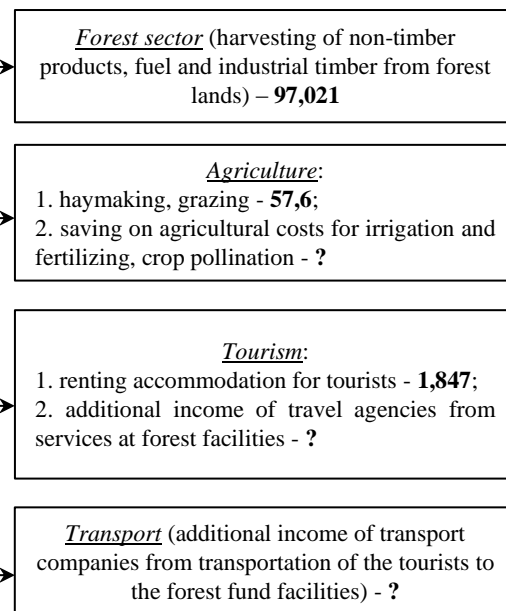 Forest sector (harvesting of non-timber
products, fuel and industrial timber from forest
lands) – 97,021
Agriculture:
1. haymaking, grazing - 57,6;
2. saving on agricultural costs for irrigation and
fertilizing, crop pollination - ?
Tourism:
1. renting accommodation for tourists - 1,847;
2. additional income of travel agencies from
services at forest facilities - ?
Transport (additional income of transport
companies from transportation of the tourists to
the forest fund facilities) - ?